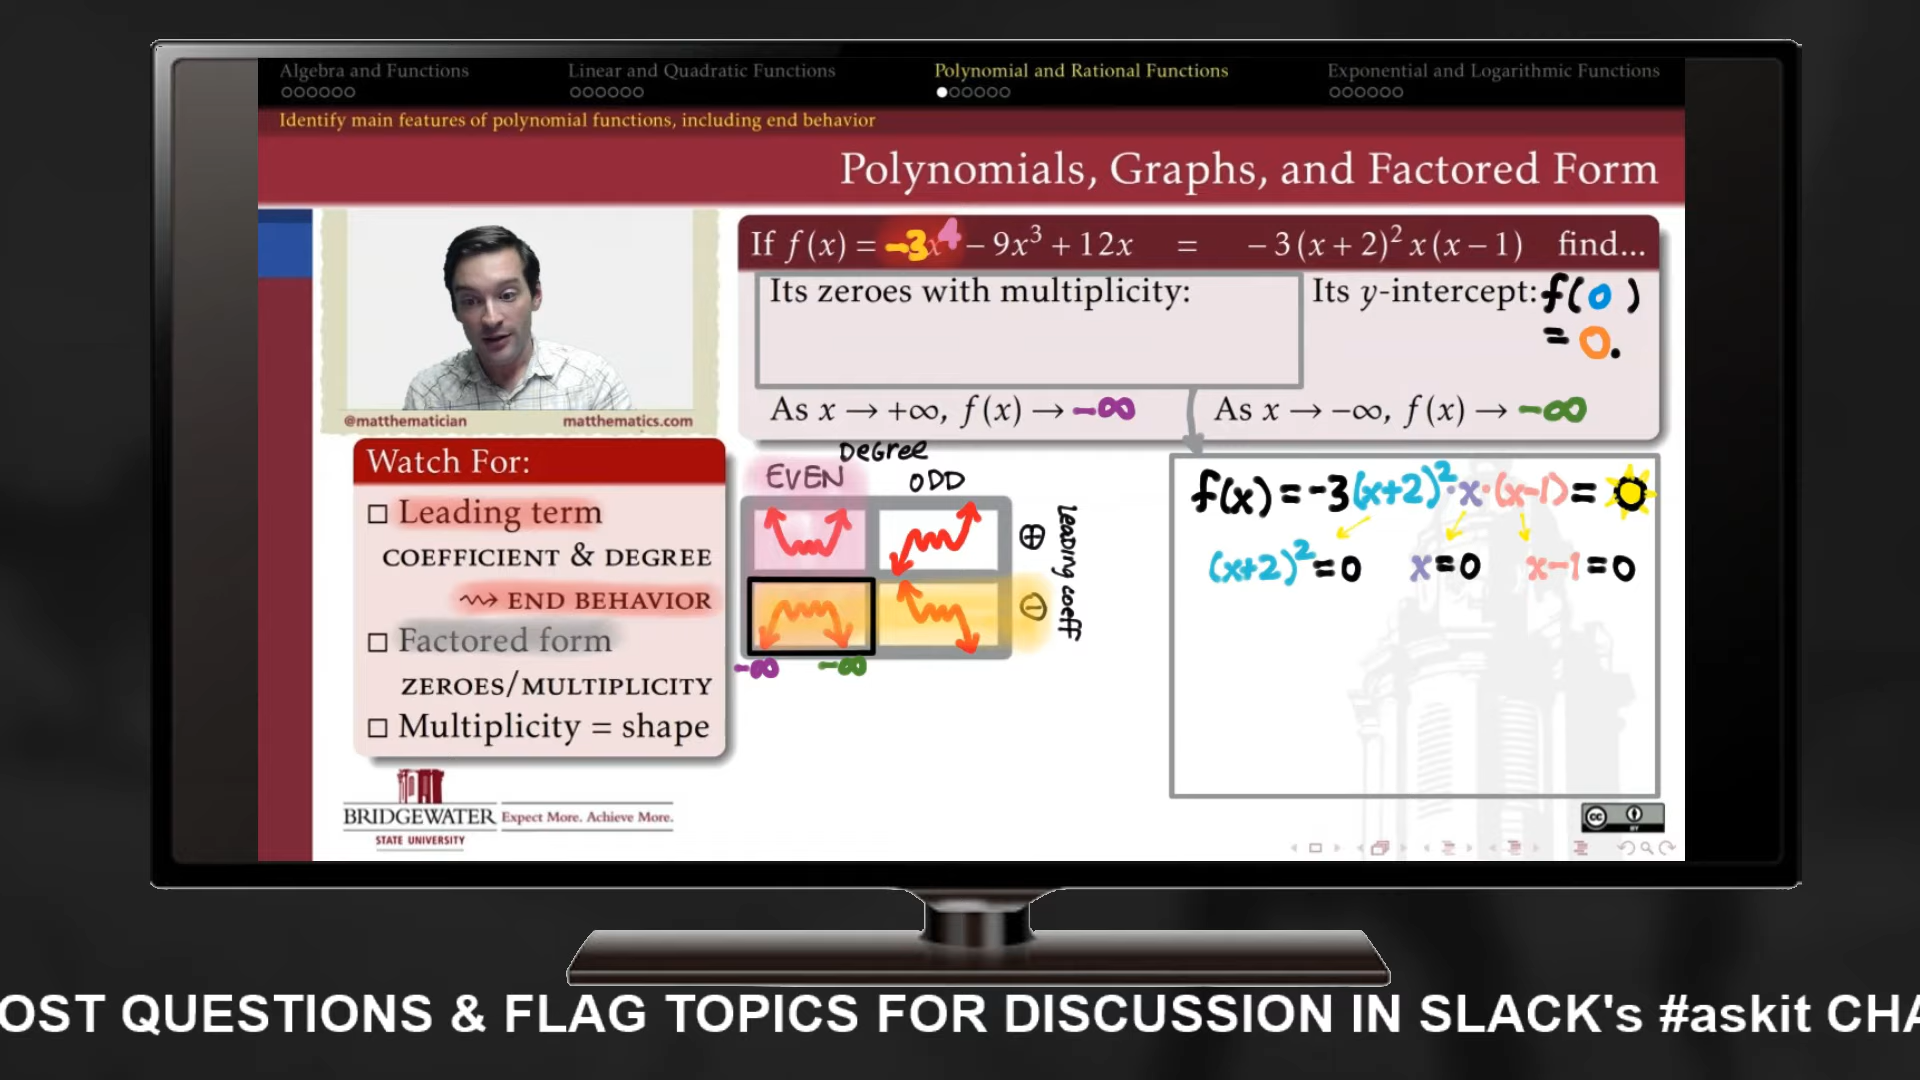 Algebra and Functions
Linear and Quadratic Functions
Polynomial and Rational Functions
Exponential and Logarithmic Functions
Identify main features of polynomial functions, including end behavior
Polynomials, Graphs, and Factored Form
If f(x) = −3x⁴ − 9x³ + 12x = −3(x + 2)² x(x − 1) find...
Its zeroes with multiplicity:
Its y-intercept: f(0)
= 0.
As x → +∞, f(x) → −∞
As x → −∞, f(x) → −∞
@matthematician
matthematics.com
Watch For:
□ Leading term
COEFFICIENT & DEGREE
⇝ END BEHAVIOR
□ Factored form
ZEROES/MULTIPLICITY
□ Multiplicity = shape
DEGree
EVEN
ODD
⊕
⊖
Leading coeff
−∞
−∞
f(x) = −3(x+2)²·x·(x−1) = 0
(x+2)² = 0
x = 0
x−1 = 0
BRIDGEWATER
STATE UNIVERSITY
Expect More. Achieve More.
cc
BY
OST QUESTIONS & FLAG TOPICS FOR DISCUSSION IN SLACK's #askit CHA